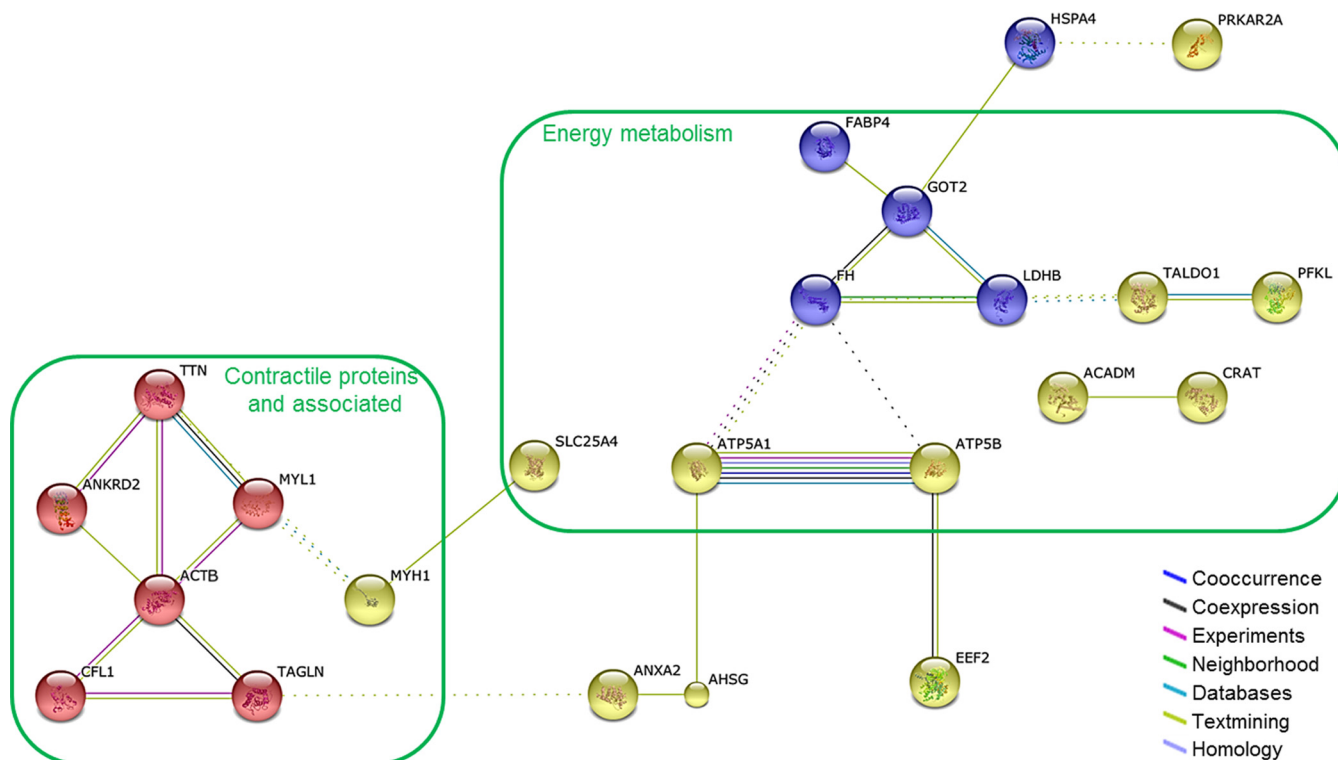 HSPA4
PRKAR2A
Energy metabolism
FABP4
GOT2
FH
LDHB
TALDO1
PFKL
TTN
Contractile proteins
and associated
ACADM
CRAT
SLC25A4
ATP5A1
ATP5B
ANKRD2
MYL1
ACTB
MYH1
CFL1
TAGLN
ANXA2
AHSG
EEF2
Cooccurrence
Coexpression
Experiments
Neighborhood
Databases
Textmining
Homology